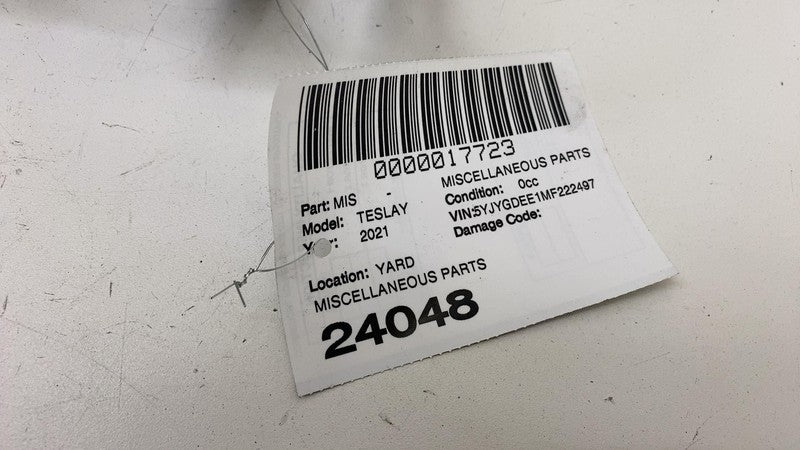 0000017723
Part: MIS - MISCELLANEOUS PARTS
Model: TESLAY Condition: 0cc
Year: 2021 VIN:5YJYGDEE1MF222497
Damage Code:
Location: YARD
MISCELLANEOUS PARTS
24048